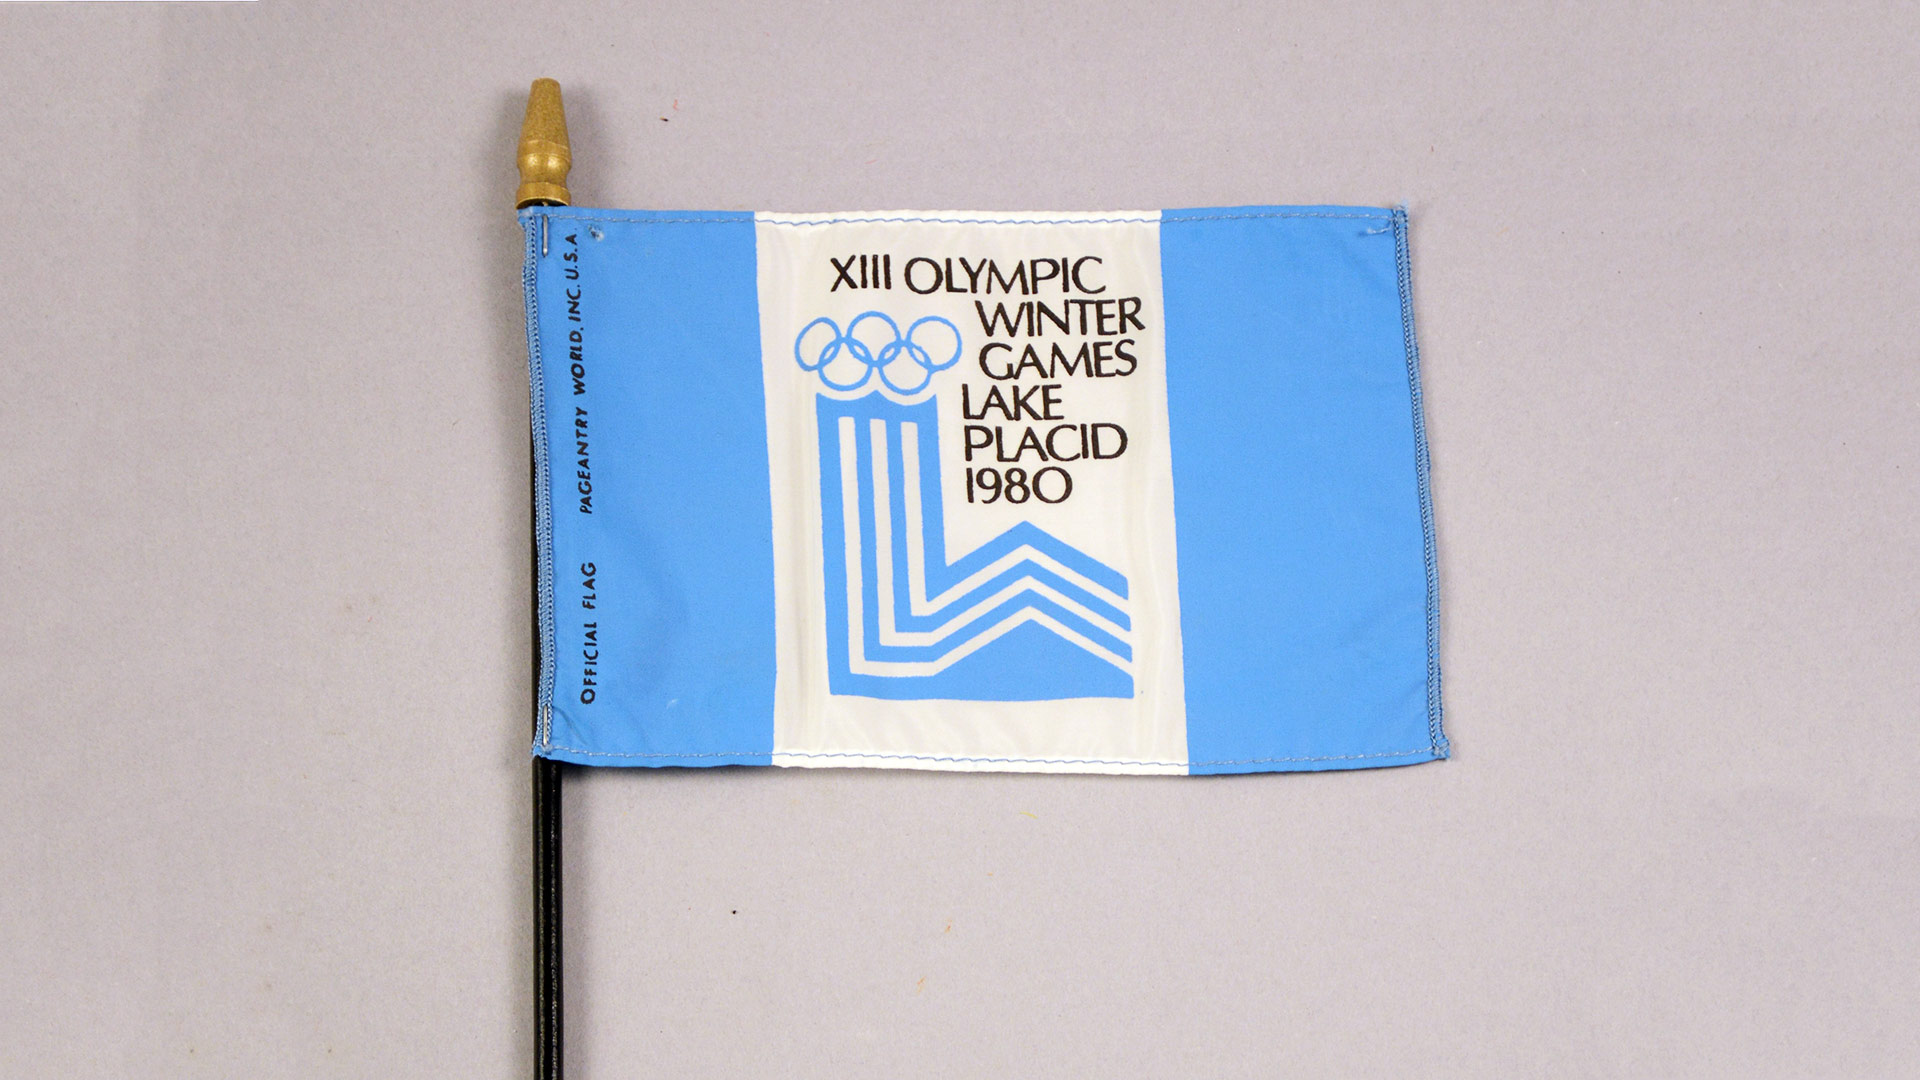 XIII OLYMPIC
WINTER
GAMES
LAKE
PLACID
1980
OFFICIAL FLAG PAGEANTRY WORLD, INC. U.S.A.